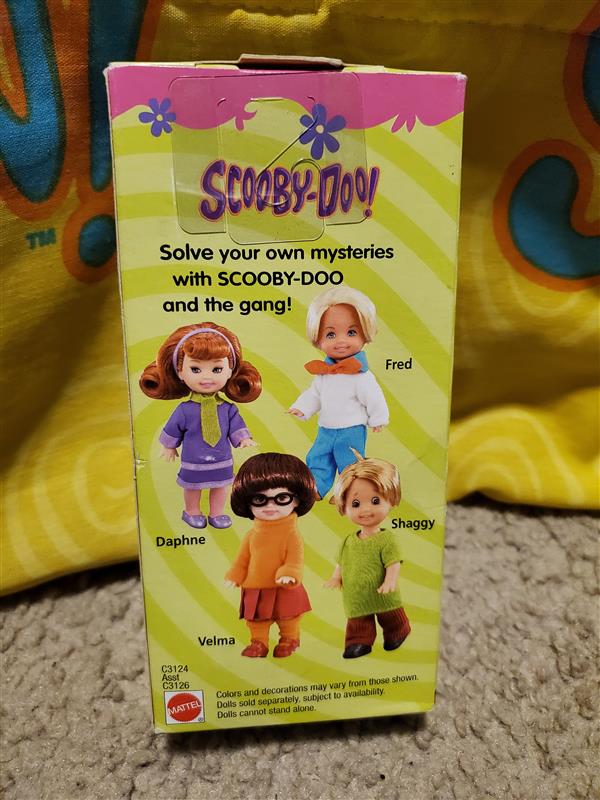 SCOOBY-DOO!
Solve your own mysteries
with SCOOBY-DOO
and the gang!
Fred
Daphne
Shaggy
Velma
C3124
Asst
C3126
MATTEL
®
Colors and decorations may vary from those shown.
Dolls sold separately, subject to availability.
Dolls cannot stand alone.
TM